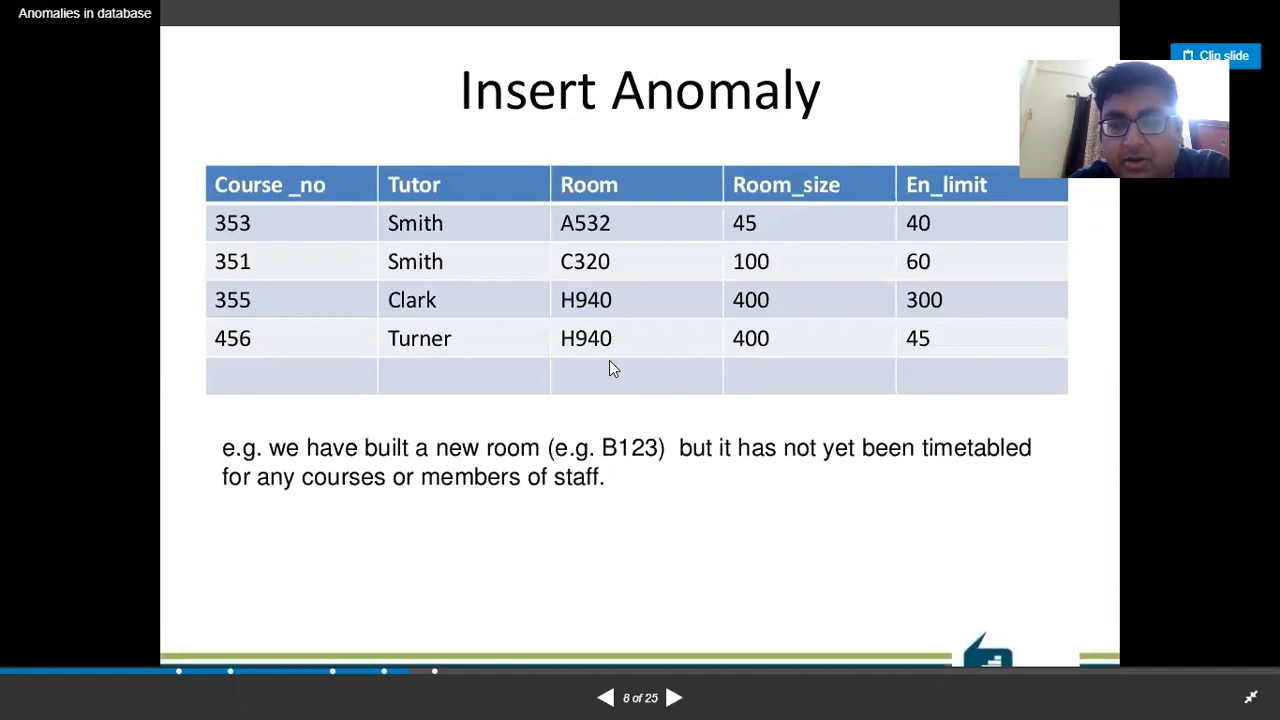 Anomalies in database
Clip slide
Insert Anomaly
Course _no Tutor Room Room_size En_limit
353 Smith A532 45 40
351 Smith C320 100 60
355 Clark H940 400 300
456 Turner H940 400 45
e.g. we have built a new room (e.g. B123) but it has not yet been timetabled
for any courses or members of staff.
8 of 25